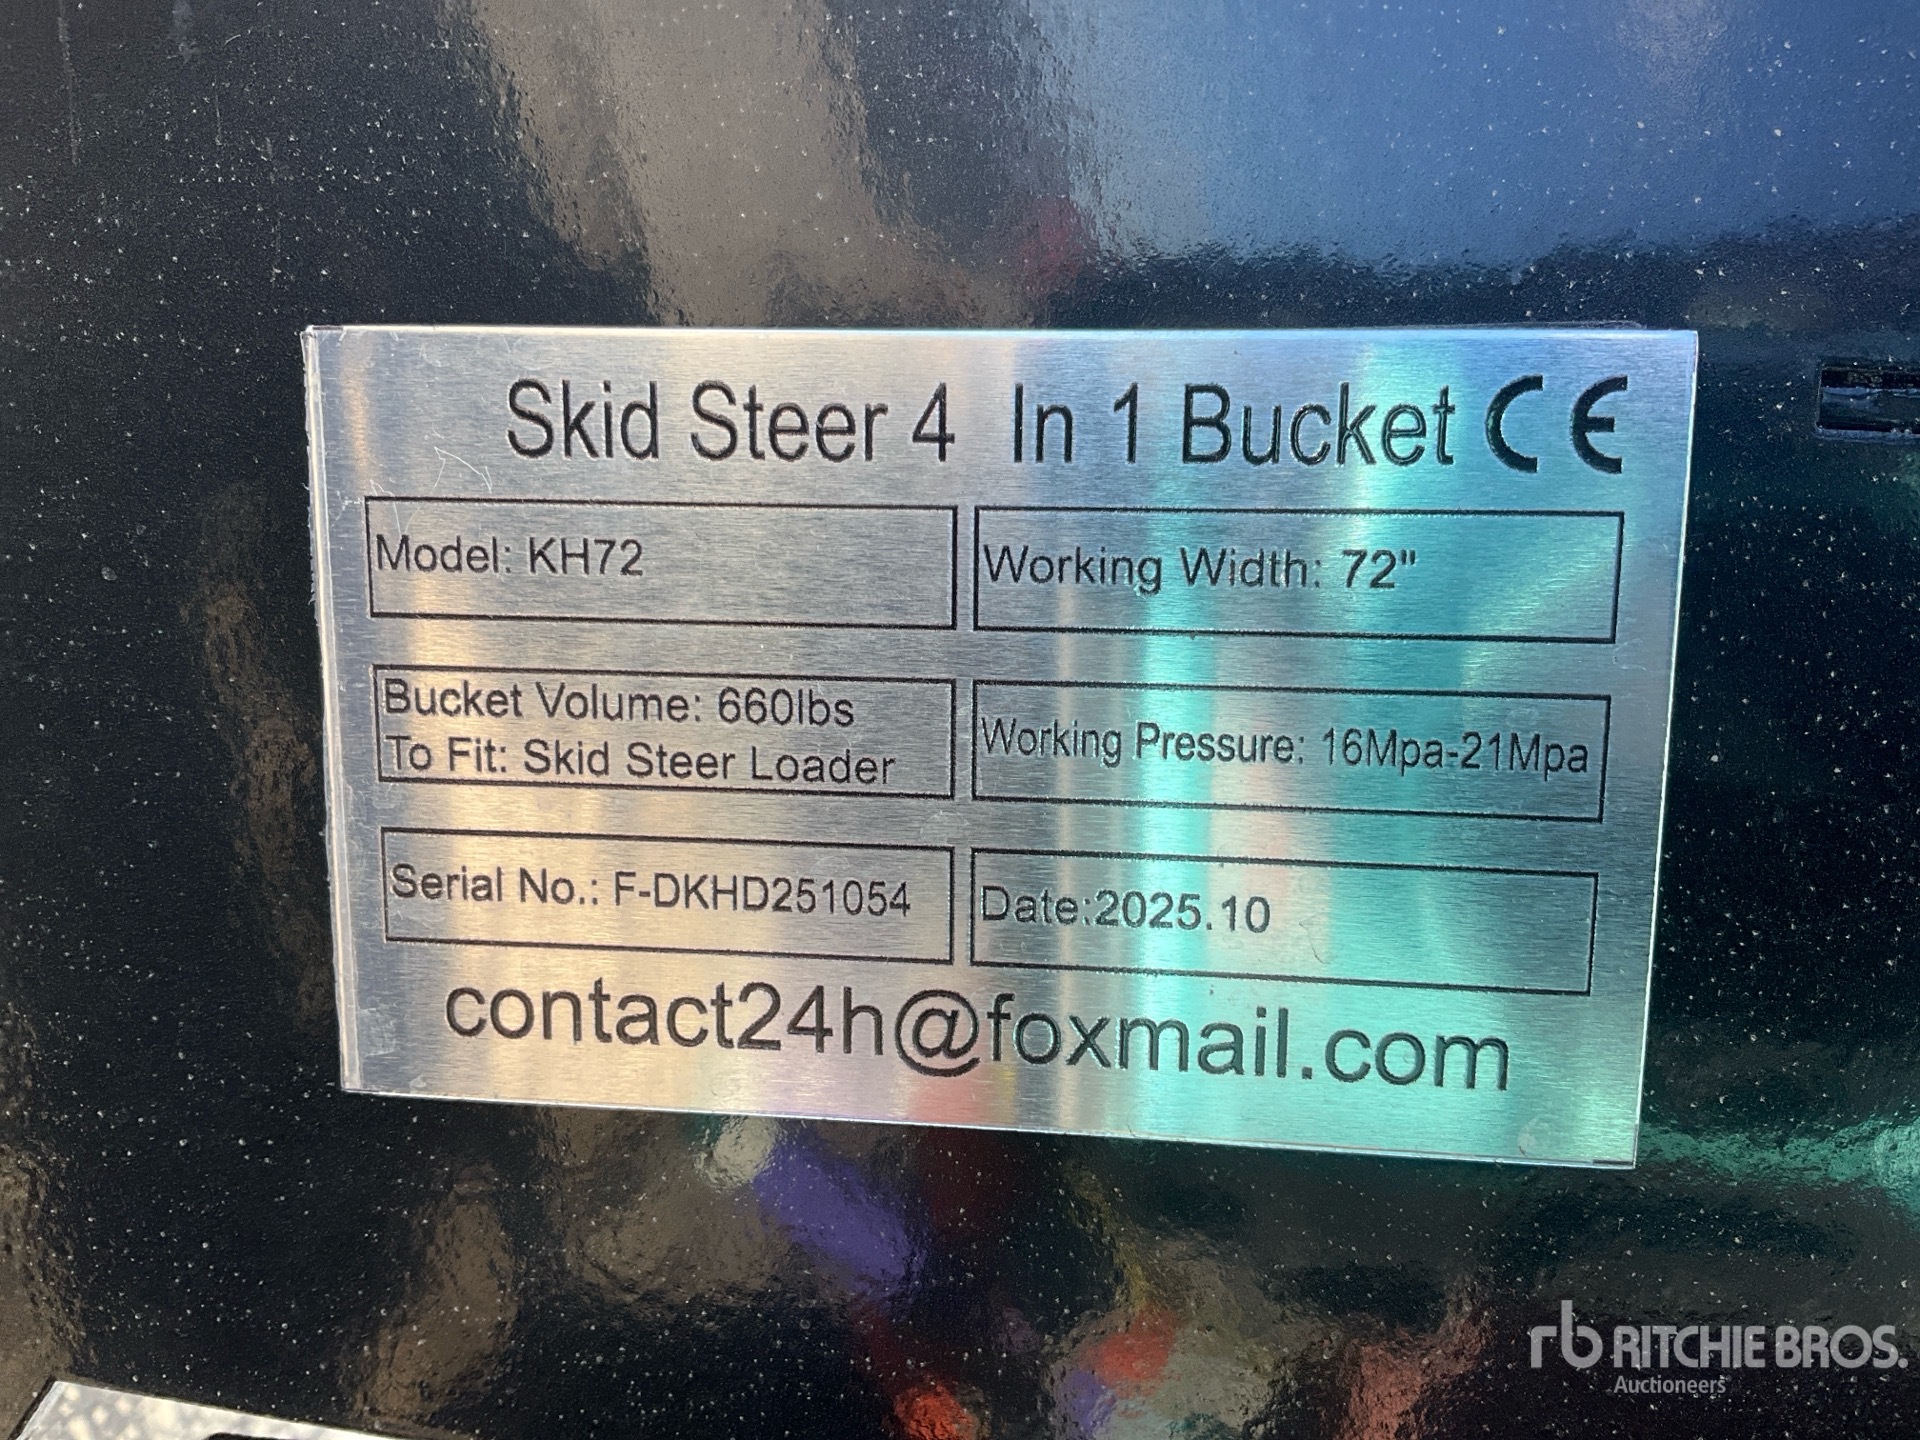 Skid Steer 4 In 1 Bucket CE
Model: KH72
Working Width: 72"
Bucket Volume: 660lbs
To Fit: Skid Steer Loader
Working Pressure: 16Mpa-21Mpa
Serial No.: F-DKHD251054
Date:2025.10
contact24h@foxmail.com
rb RITCHIE BROS.
Auctioneers